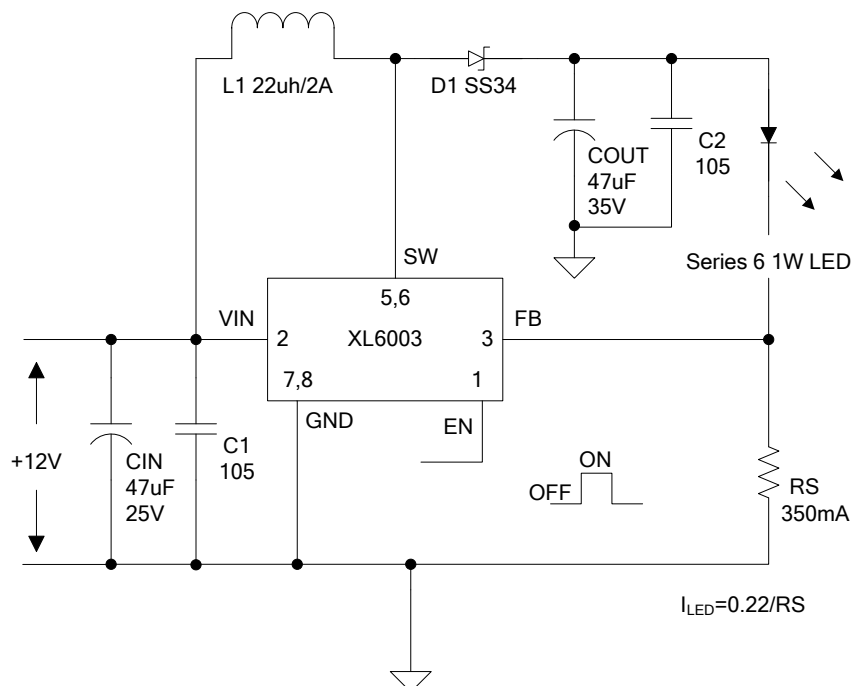 L1 22uh/2A
D1 SS34
COUT
47uF
35V
C2
105
SW
Series 6 1W LED
5,6
VIN
FB
2
XL6003
3
7,8
1
GND
EN
+12V
CIN
47uF
25V
C1
105
ON
OFF
RS
350mA
ILED=0.22/RS